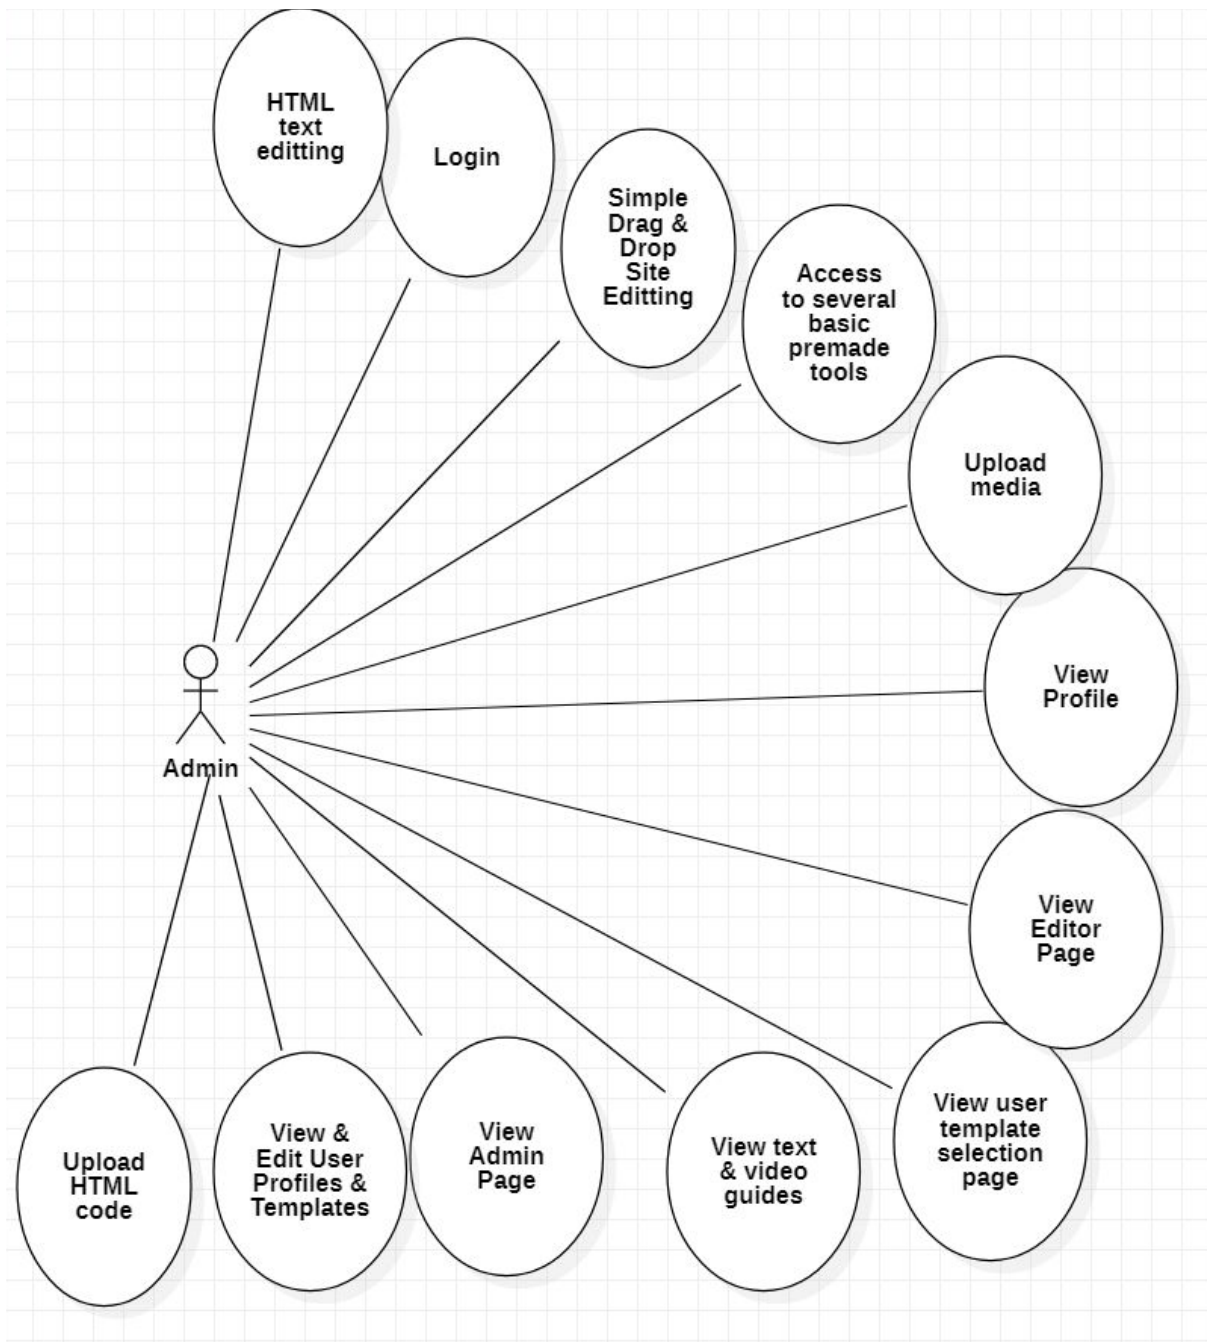 HTML
text
editting
Login
Simple
Drag &
Drop
Site
Editting
Access
to several
basic
premade
tools
Upload
media
View
Profile
Admin
View
Editor
Page
View user
template
selection
page
View text
& video
guides
View
Admin
Page
View &
Edit User
Profiles &
Templates
Upload
HTML
code